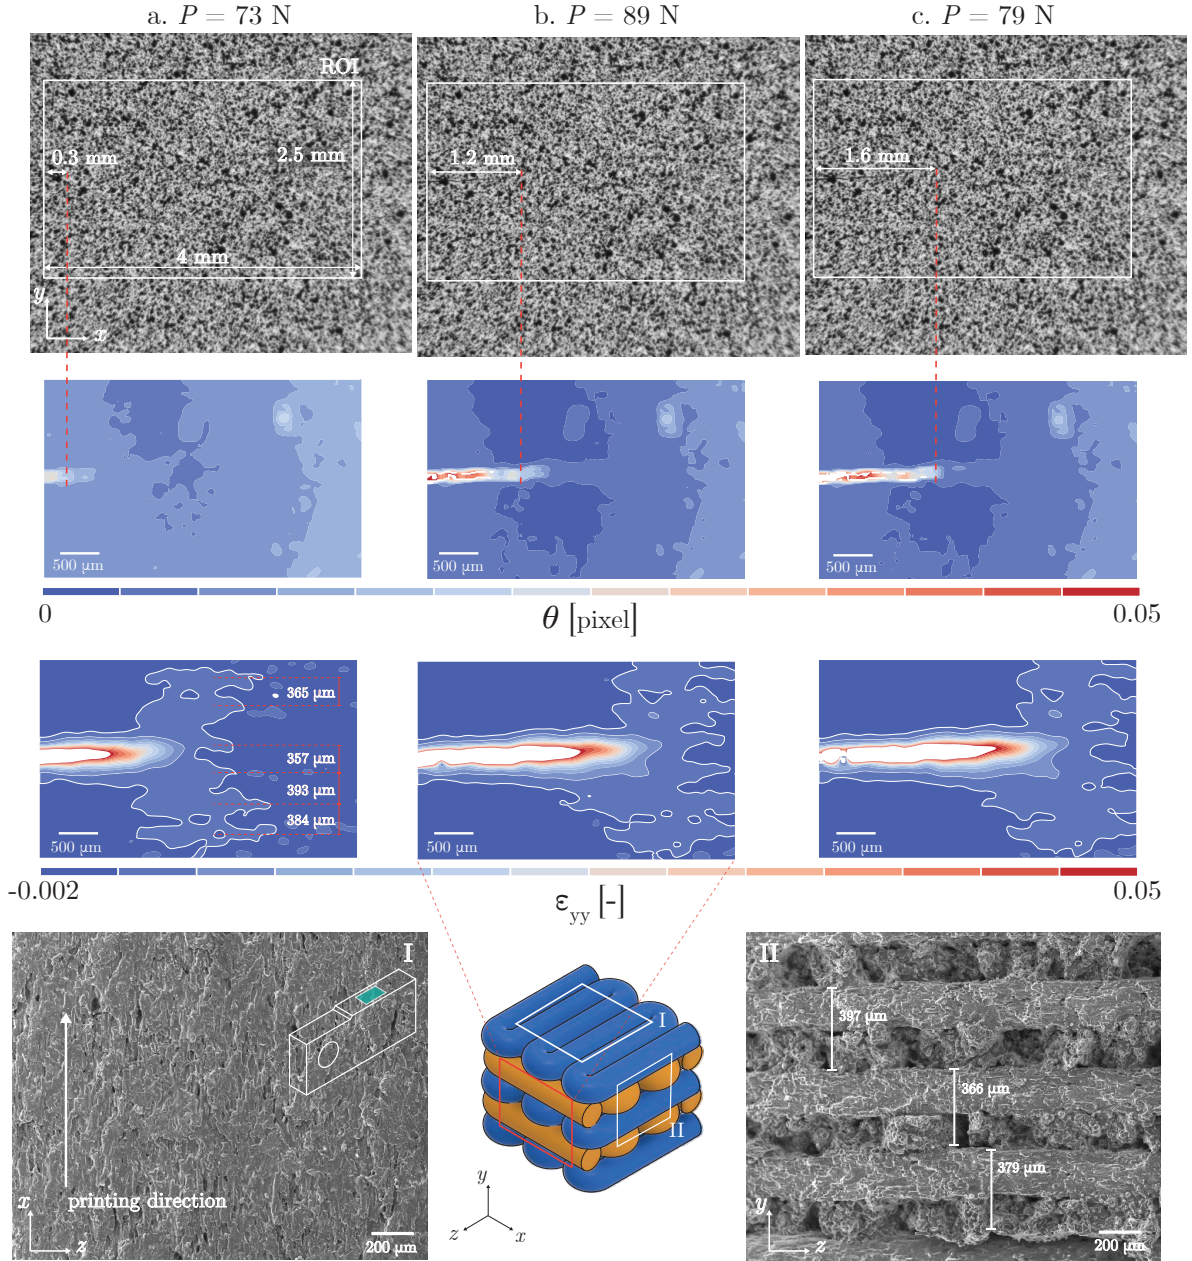 a. P = 73 N
b. P = 89 N
c. P = 79 N
ROI
0.3 mm
2.5 mm
4 mm
y
x
1.2 mm
1.6 mm
500 µm
500 µm
500 µm
0
θ [pixel]
0.05
365 µm
357 µm
393 µm
384 µm
500 µm
500 µm
500 µm
-0.002
εyy [-]
0.05
I
printing direction
x
z
200 µm
I
II
y
z
x
II
397 µm
366 µm
379 µm
y
z
200 µm